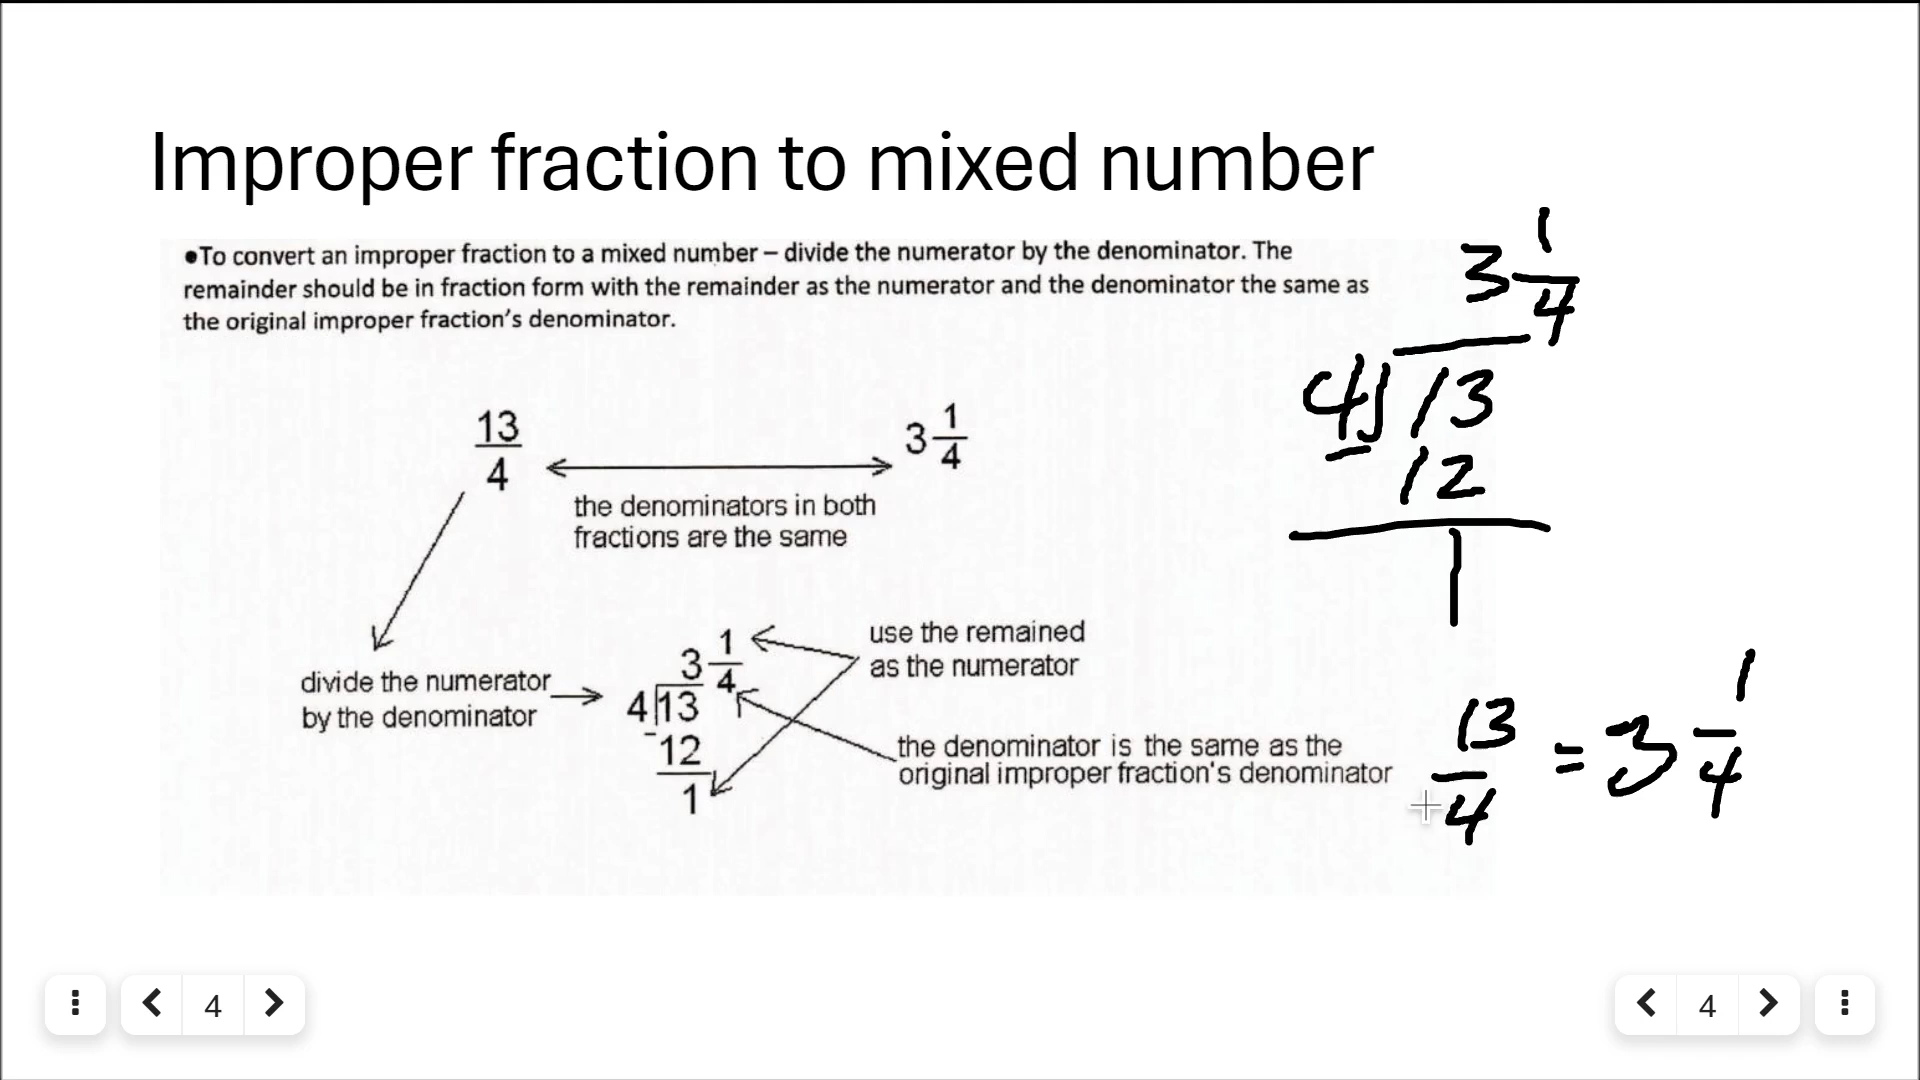 Improper fraction to mixed number
●To convert an improper fraction to a mixed number – divide the numerator by the denominator. The
remainder should be in fraction form with the remainder as the numerator and the denominator the same as
the original improper fraction's denominator.
13
4
3 1
4
the denominators in both
fractions are the same
divide the numerator
by the denominator
3 1
4
4 13
-12
1
use the remained
as the numerator
the denominator is the same as the
original improper fraction's denominator
3 1
4
4 13
- 12
1
13
4
= 3 1
4
4
4